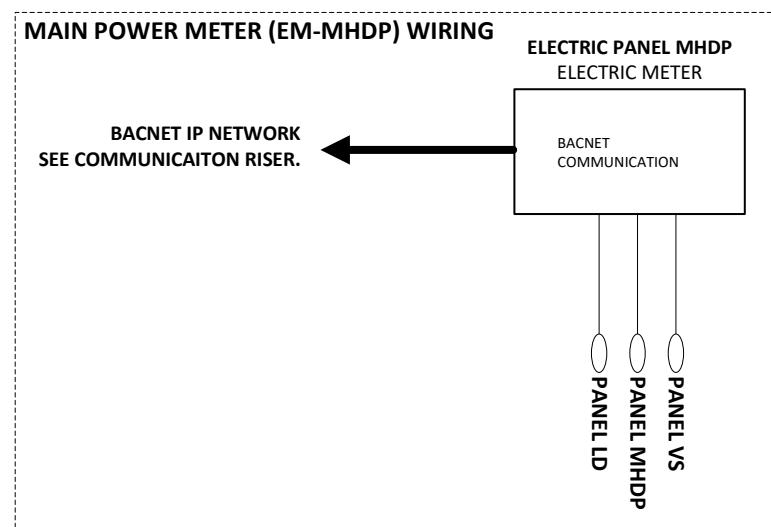 MAIN POWER METER (EM-MHDP) WIRING
ELECTRIC PANEL MHDP
ELECTRIC METER
BACNET IP NETWORK
SEE COMMUNICAITON RISER.
BACNET
COMMUNICATION
PANEL LD
PANEL MHDP
PANEL VS